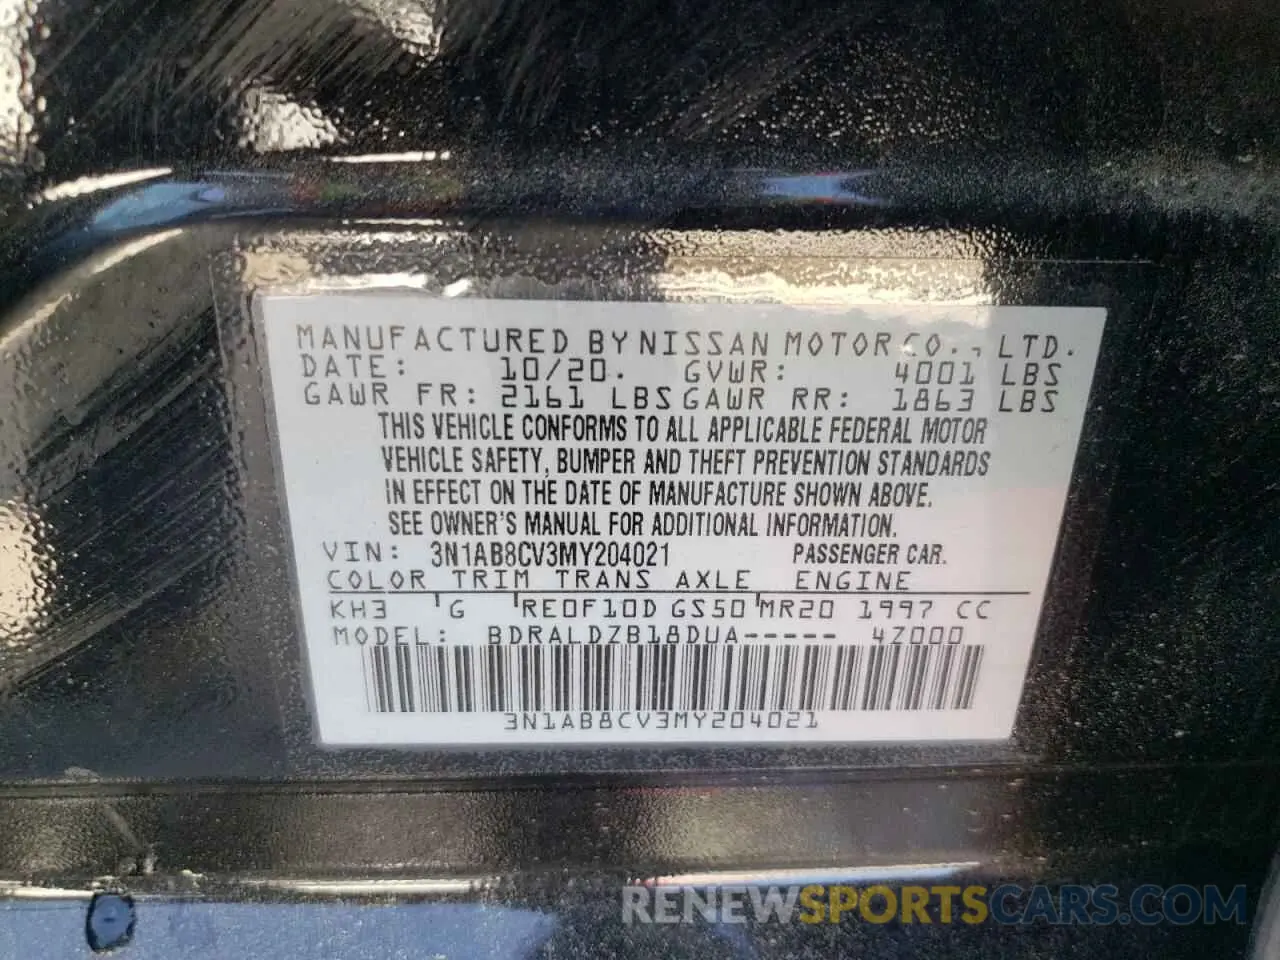 MANUFACTURED BY NISSAN MOTOR CO., LTD.
DATE: 10/20. GVWR: 4001 LBS
GAWR FR: 2161 LBS GAWR RR: 1863 LBS
THIS VEHICLE CONFORMS TO ALL APPLICABLE FEDERAL MOTOR
VEHICLE SAFETY, BUMPER AND THEFT PREVENTION STANDARDS
IN EFFECT ON THE DATE OF MANUFACTURE SHOWN ABOVE.
SEE OWNER'S MANUAL FOR ADDITIONAL INFORMATION.
VIN: 3N1AB8CV3MY204021 PASSENGER CAR.
COLOR TRIM TRANS AXLE ENGINE
KH3 G RE0F10D GS50 MR20 1997 CC
MODEL: BDRALDZB18DUA----- 4Z000
3N1AB8CV3MY204021
RENEWSPORTSCARS.COM